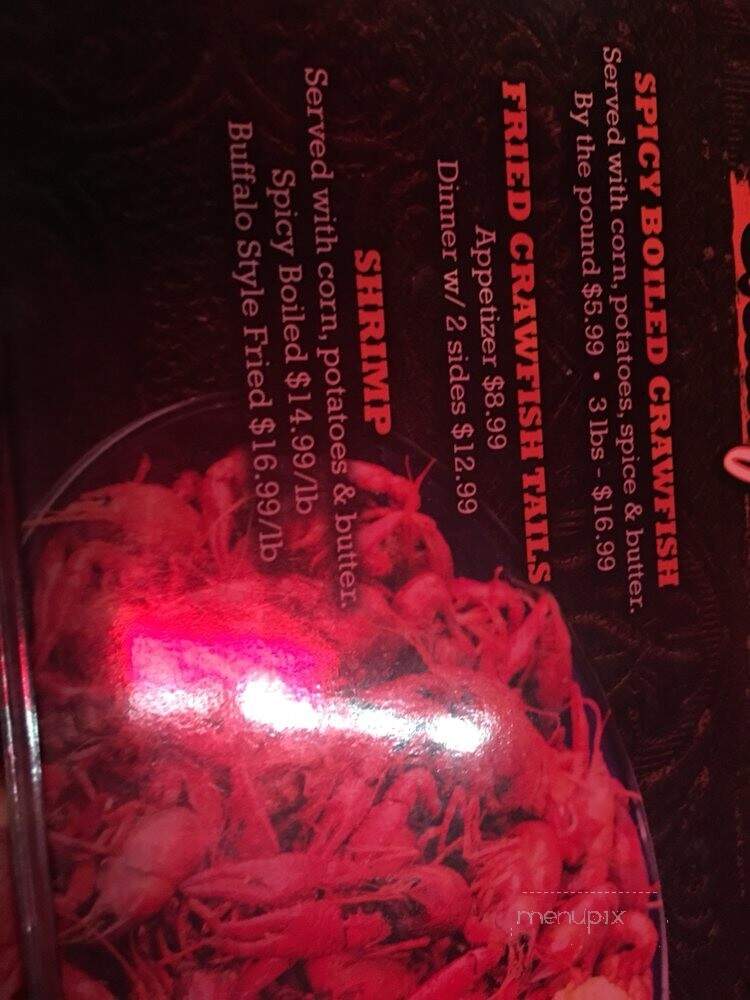 SPICY BOILED CRAWFISH
Served with corn, potatoes, spice & butter.
By the pound $5.99 • 3 lbs - $16.99
FRIED CRAWFISH TAILS
Appetizer $8.99
Dinner w/ 2 sides $12.99
SHRIMP
Served with corn, potatoes & butter.
Spicy Boiled $14.99/lb
Buffalo Style Fried $16.99/lb
menupix